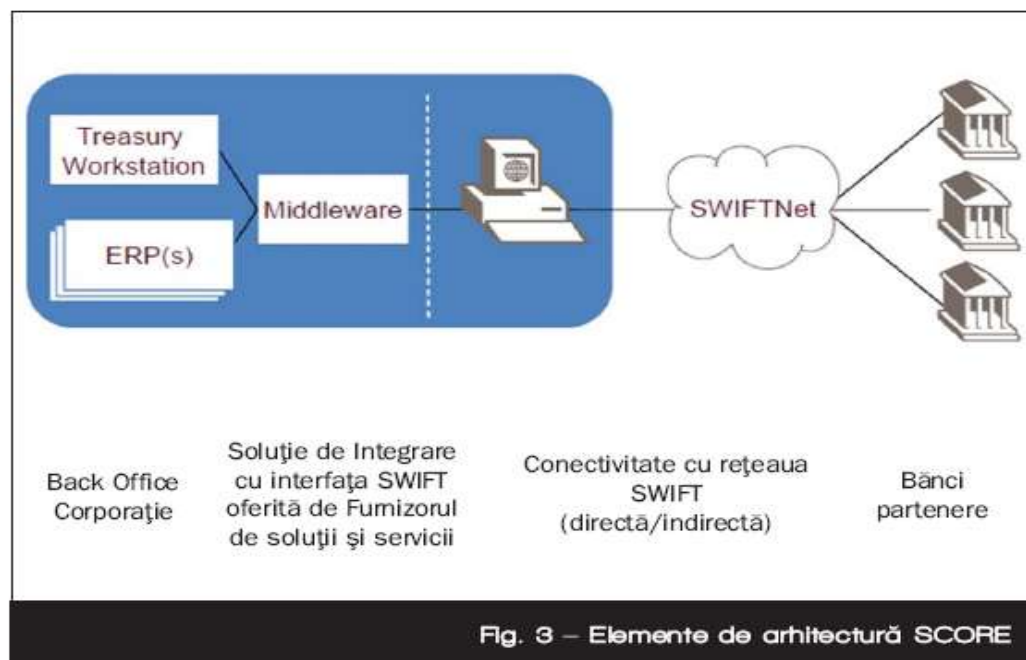 Treasury
Workstation
ERP(s)
Middleware
SWIFTNet
Back Office
Corporaţie
Soluţie de Integrare
cu interfaţa SWIFT
oferită de Furnizorul
de soluţii şi servicii
Conectivitate cu reţeaua
SWIFT
(directă/indirectă)
Bănci
partenere
Fig. 3 – Elemente de arhitectură SCORE